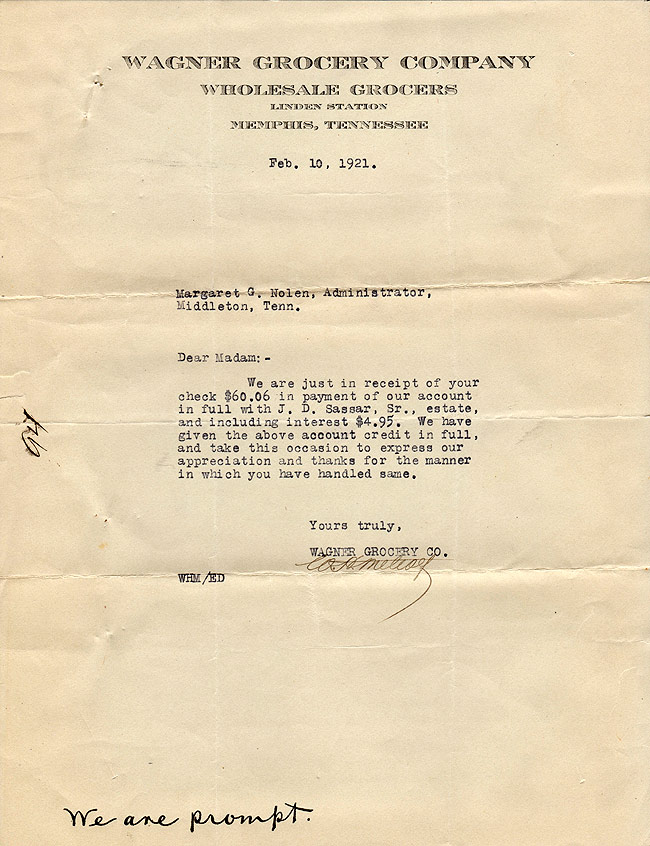 WAGNER GROCERY COMPANY
WHOLESALE GROCERS
LINDEN STATION
MEMPHIS, TENNESSEE
Feb. 10, 1921.
Margaret G. Nolen, Administrator,
Middleton, Tenn.
Dear Madam:-
We are just in receipt of your
check $60.06 in payment of our account
in full with J. D. Sassar, Sr., estate,
and including interest $4.95. We have
given the above account credit in full,
and take this occasion to express our
appreciation and thanks for the manner
in which you have handled same.
Yours truly,
WAGNER GROCERY CO.
WHM/ED
We are prompt.